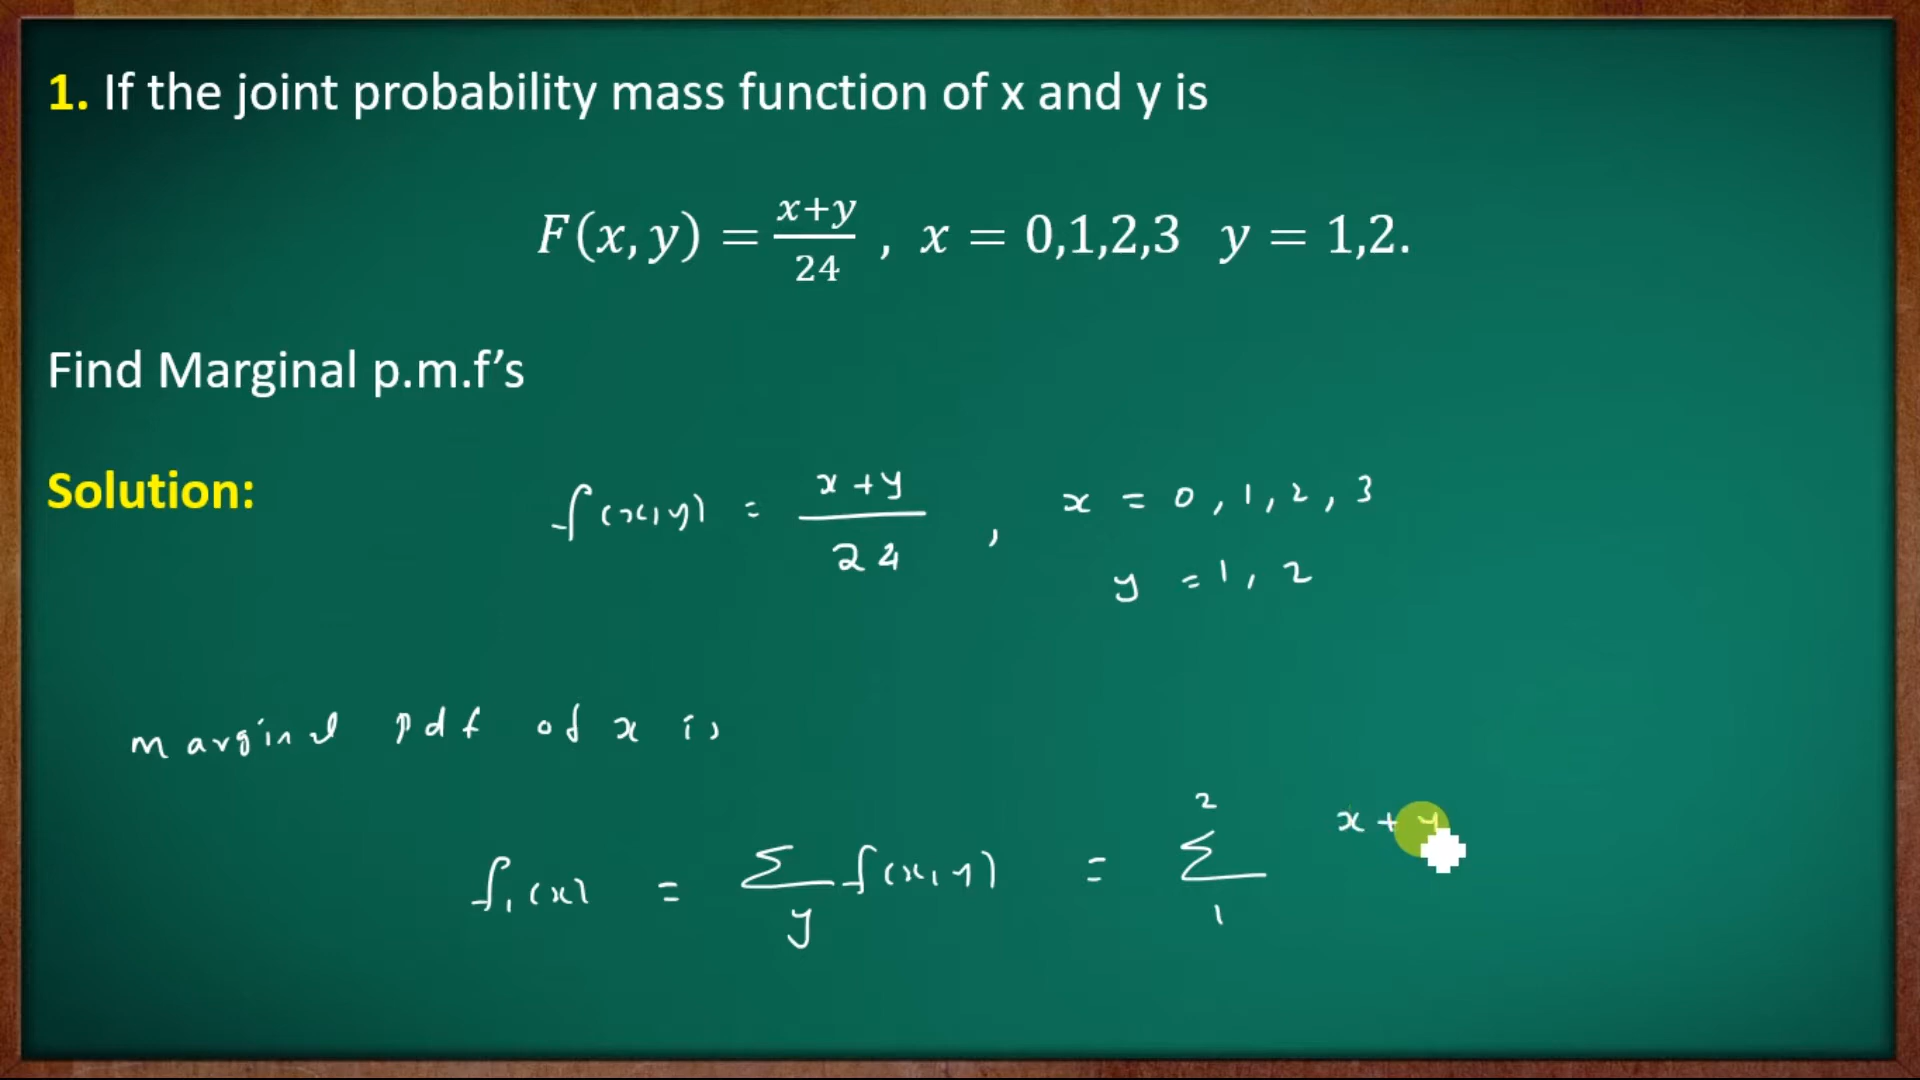 1. If the joint probability mass function of x and y is
F(x, y) = x+y/24 , x = 0,1,2,3 y = 1,2.
Find Marginal p.m.f’s
Solution:
f(x,y) = x+y/24 , x = 0, 1, 2, 3
y = 1, 2
marginal pdf of x is
f₁(x) = Σ_y f(x,y) = Σ_1^2 x+y